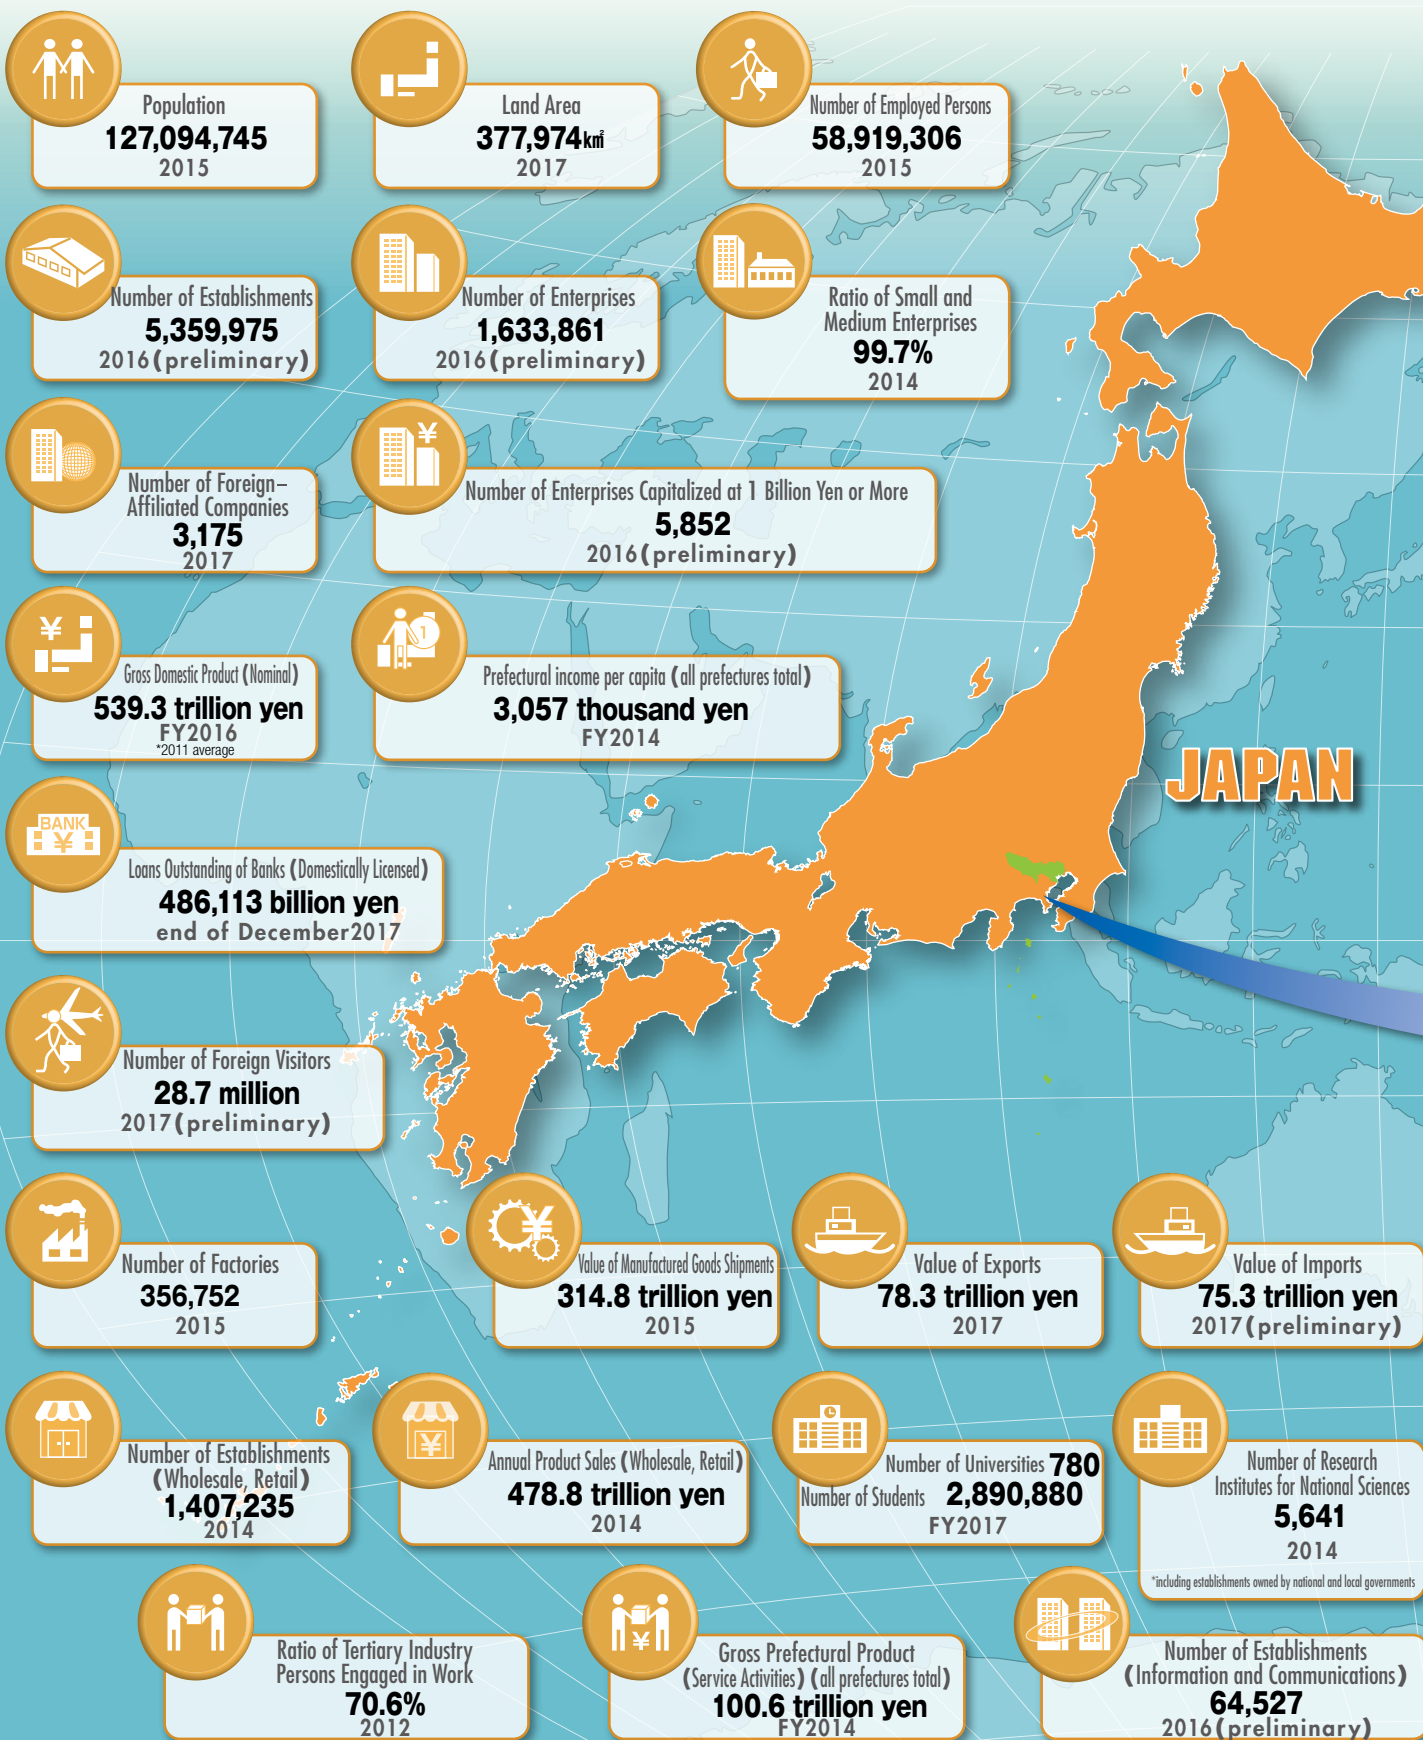 Population
127,094,745
2015
Land Area
377,974㎢
2017
Number of Employed Persons
58,919,306
2015
Number of Establishments
5,359,975
2016(preliminary)
Number of Enterprises
1,633,861
2016(preliminary)
Ratio of Small and
Medium Enterprises
99.7%
2014
Number of Foreign–
Affiliated Companies
3,175
2017
¥
Number of Enterprises Capitalized at 1 Billion Yen or More
5,852
2016(preliminary)
¥
Gross Domestic Product (Nominal)
539.3 trillion yen
FY2016
*2011 average
1
Prefectural income per capita (all prefectures total)
3,057 thousand yen
FY2014
JAPAN
BANK
¥
Loans Outstanding of Banks (Domestically Licensed)
486,113 billion yen
end of December2017
Number of Foreign Visitors
28.7 million
2017(preliminary)
Number of Factories
356,752
2015
¥
Value of Manufactured Goods Shipments
314.8 trillion yen
2015
Value of Exports
78.3 trillion yen
2017
Value of Imports
75.3 trillion yen
2017(preliminary)
Number of Establishments
(Wholesale, Retail)
1,407,235
2014
¥
Annual Product Sales (Wholesale, Retail)
478.8 trillion yen
2014
Number of Universities 780
Number of Students 2,890,880
FY2017
Number of Research
Institutes for National Sciences
5,641
2014
*including establishments owned by national and local governments
Ratio of Tertiary Industry
Persons Engaged in Work
70.6%
2012
¥
Gross Prefectural Product
(Service Activities) (all prefectures total)
100.6 trillion yen
FY2014
Number of Establishments
(Information and Communications)
64,527
2016(preliminary)